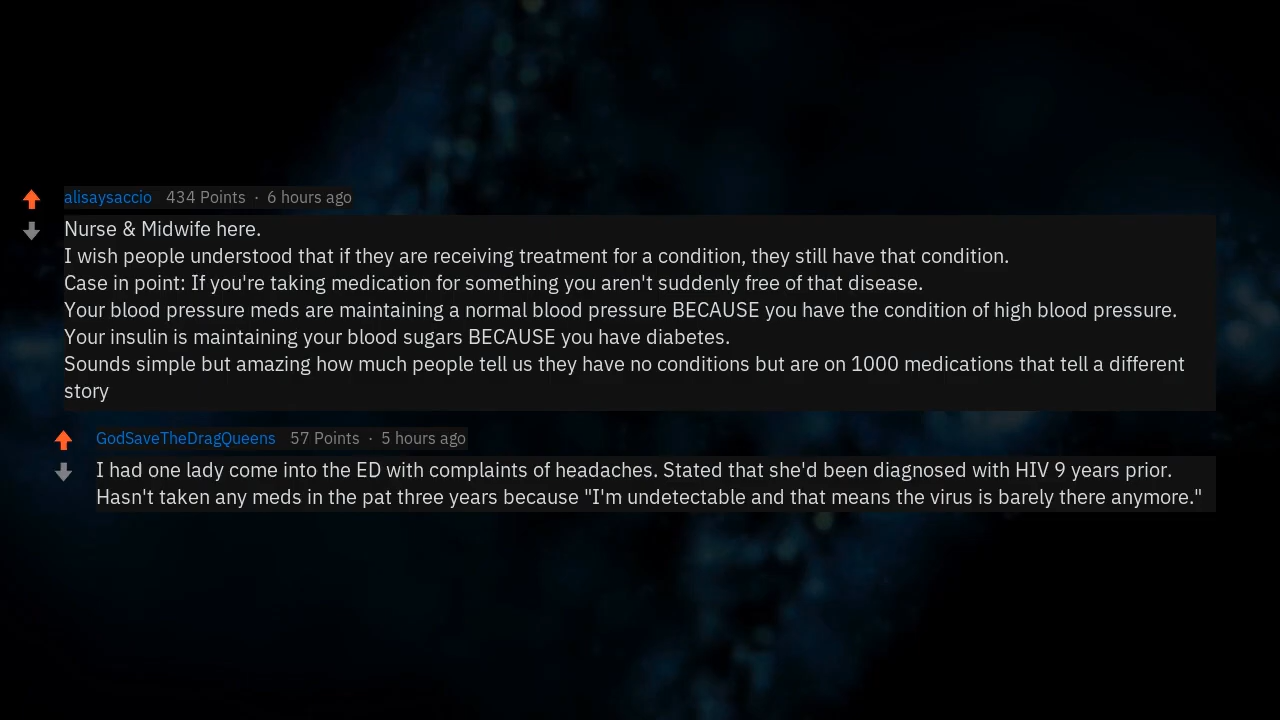 alisaysaccio 434 Points · 6 hours ago
Nurse & Midwife here.
I wish people understood that if they are receiving treatment for a condition, they still have that condition.
Case in point: If you're taking medication for something you aren't suddenly free of that disease.
Your blood pressure meds are maintaining a normal blood pressure BECAUSE you have the condition of high blood pressure.
Your insulin is maintaining your blood sugars BECAUSE you have diabetes.
Sounds simple but amazing how much people tell us they have no conditions but are on 1000 medications that tell a different
story
GodSaveTheDragQueens 57 Points · 5 hours ago
I had one lady come into the ED with complaints of headaches. Stated that she'd been diagnosed with HIV 9 years prior.
Hasn't taken any meds in the pat three years because "I'm undetectable and that means the virus is barely there anymore."